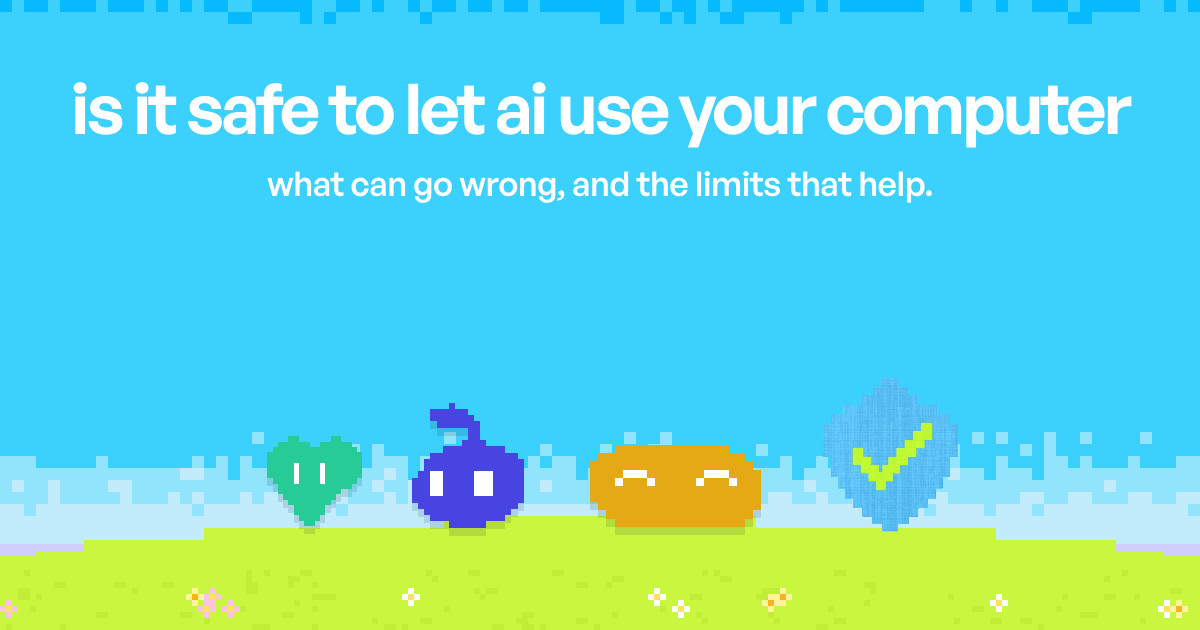 is it safe to let ai use your computer
what can go wrong, and the limits that help.